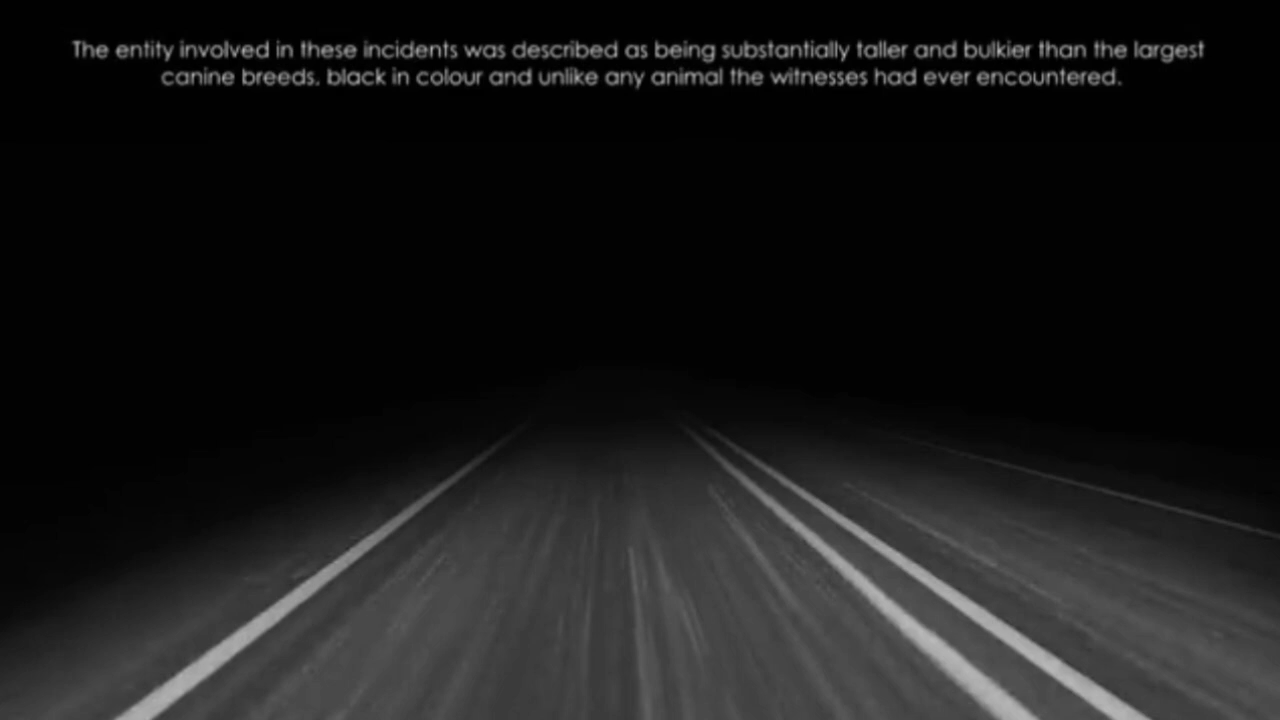 The entity involved in these incidents was described as being substantially taller and bulkier than the largest
canine breeds, black in colour and unlike any animal the witnesses had ever encountered.